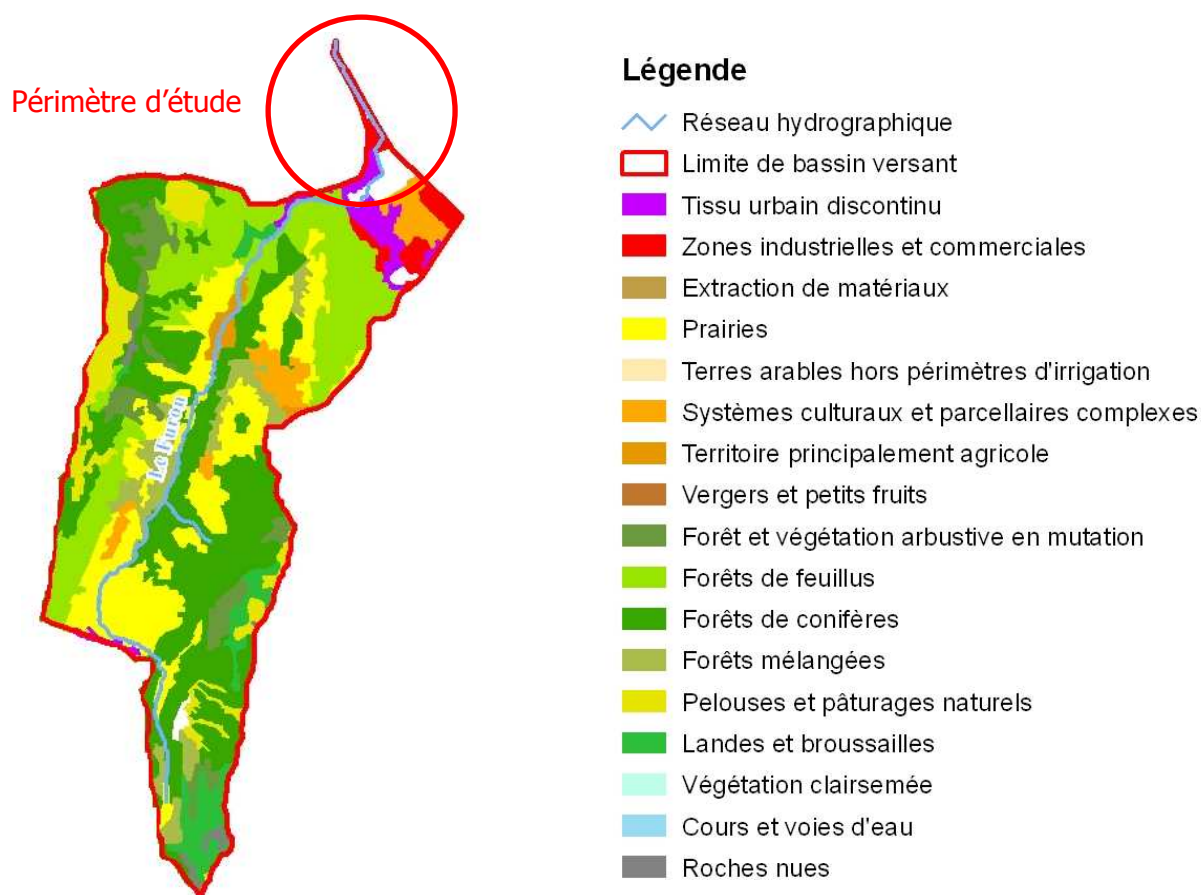 Périmètre d'étude
Le Furon
Légende
Réseau hydrographique
Limite de bassin versant
Tissu urbain discontinu
Zones industrielles et commerciales
Extraction de matériaux
Prairies
Terres arables hors périmètres d'irrigation
Systèmes culturaux et parcellaires complexes
Territoire principalement agricole
Vergers et petits fruits
Forêt et végétation arbustive en mutation
Forêts de feuillus
Forêts de conifères
Forêts mélangées
Pelouses et pâturages naturels
Landes et broussailles
Végétation clairsemée
Cours et voies d'eau
Roches nues